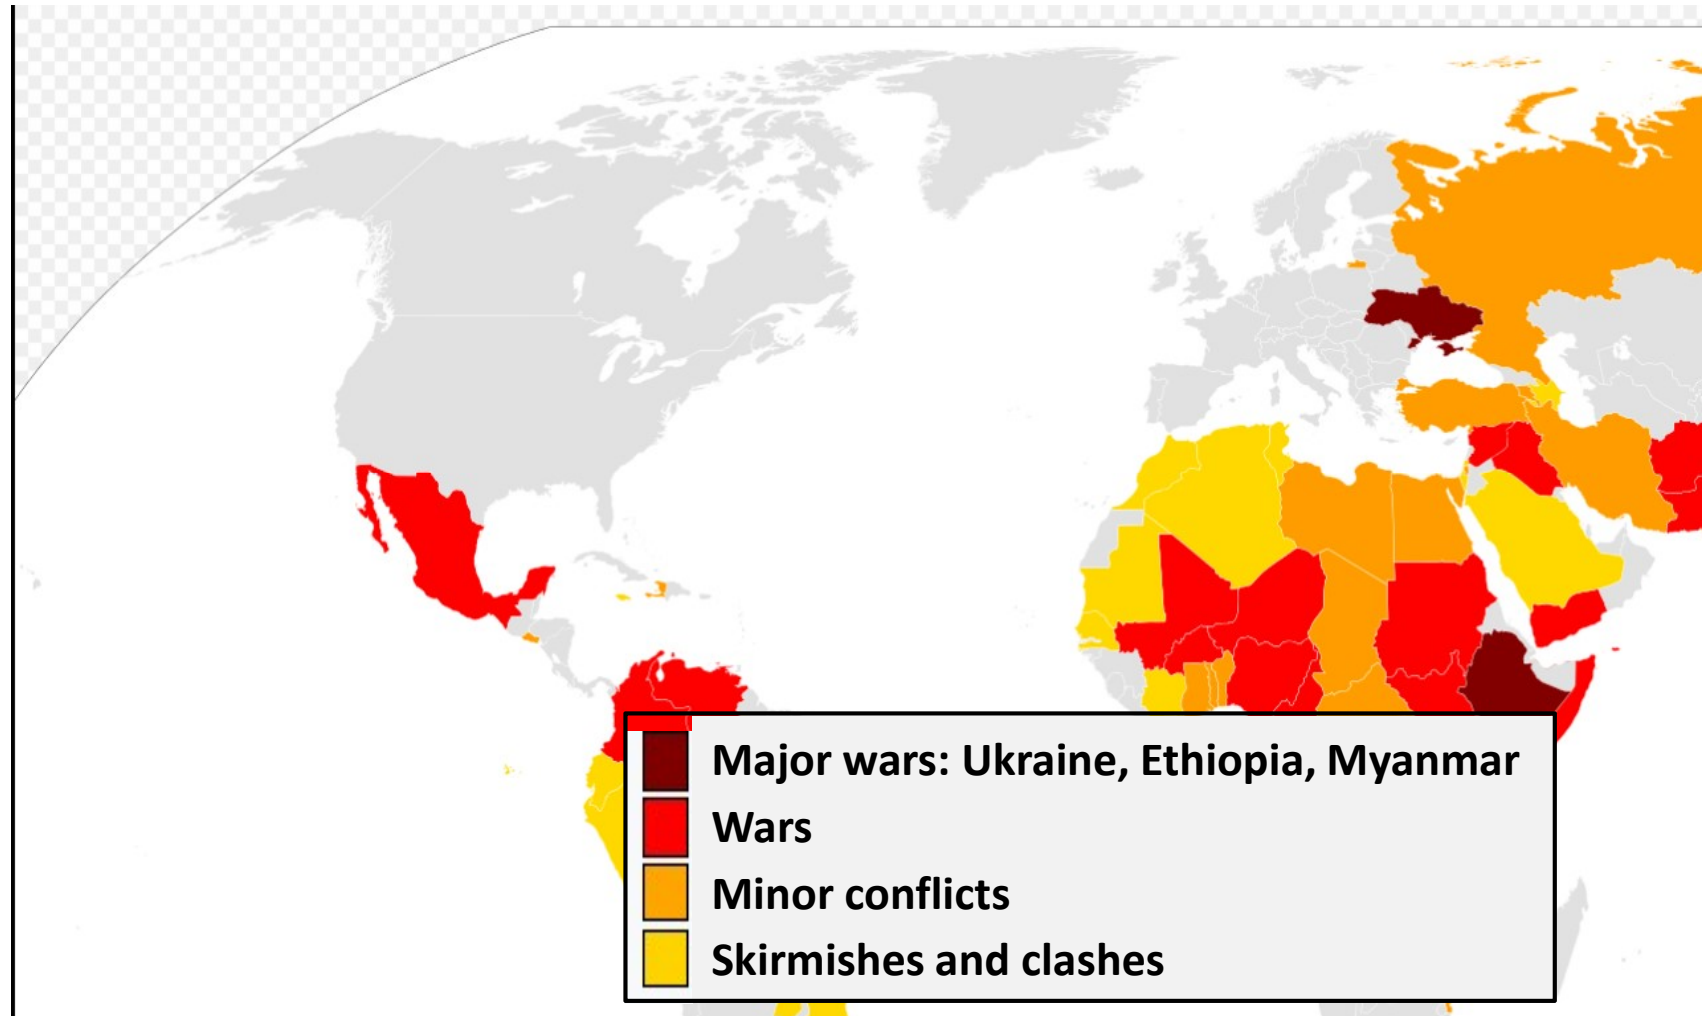 Major wars: Ukraine, Ethiopia, Myanmar
Wars
Minor conflicts
Skirmishes and clashes